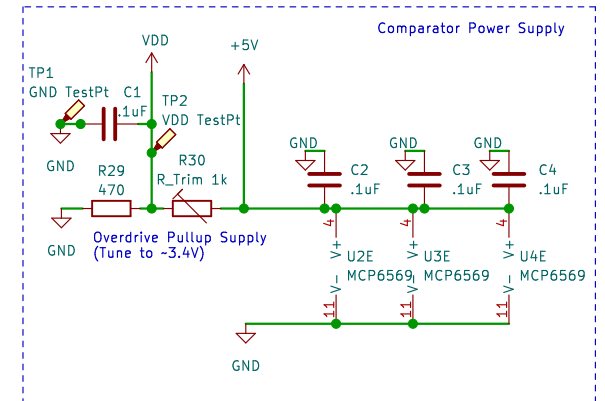 Comparator Power Supply
VDD
+5V
TP1
GND TestPt
C1
.1uF
TP2
VDD TestPt
GND
R29
470
R30
R_Trim 1k
GND
Overdrive Pullup Supply
(Tune to ~3.4V)
GND
C2
.1uF
GND
C3
.1uF
GND
C4
.1uF
4
V+
U2E
MCP6569
V-
11
4
V+
U3E
MCP6569
V-
11
4
V+
U4E
MCP6569
V-
11
GND